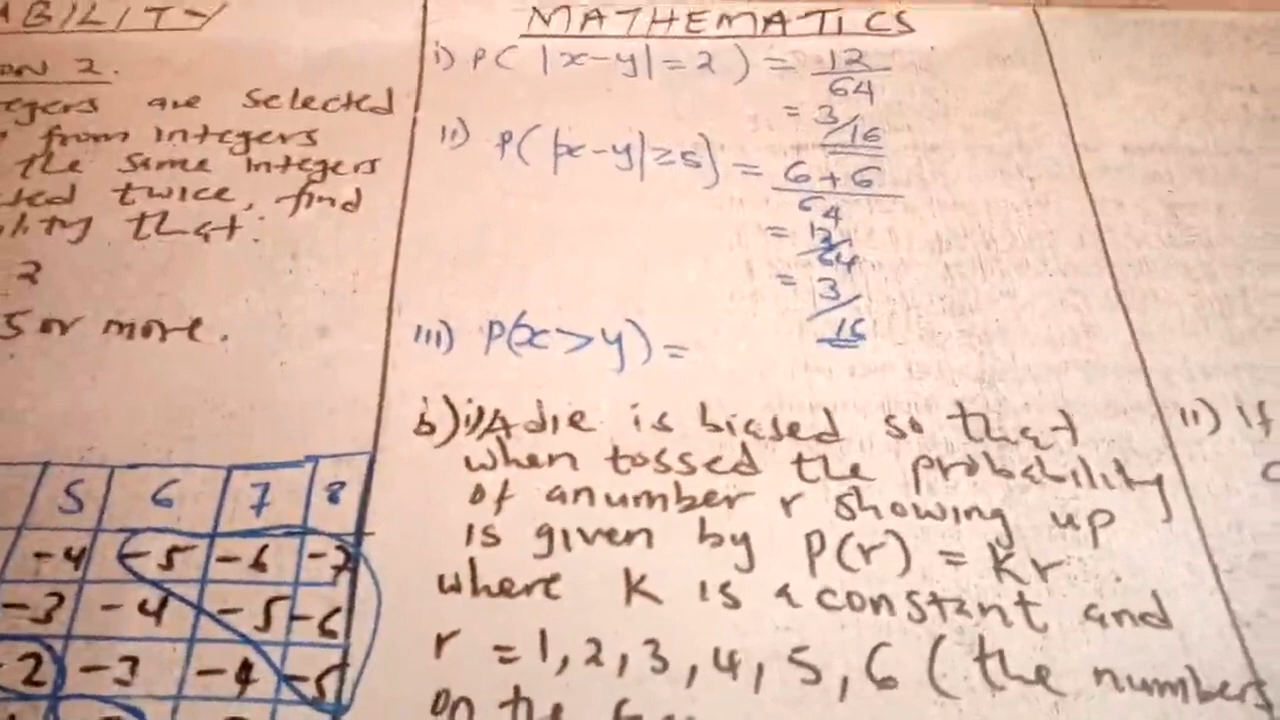 ABILITY
ON 2.
egers are selected
from integers
the same integers
ted twice, find
lity that:
2
5 or more.
5 6 7 8
-4 -5 -6 -7
-3 -4 -5 -6
2 -3 -4 -5
MATHEMATICS
i) P( |x-y|=2 ) = 12/64
= 3/16
ii) P( |x-y|≥5) = 6+6/64
= 12/64
= 3/16
iii) P(x>y) =
b)i)A die is biased so that
when tossed the probability
of anumber r showing up
is given by P(r) = Kr
where K is a constant and
r = 1, 2, 3, 4, 5, 6 ( the numbers
on the
ii) If